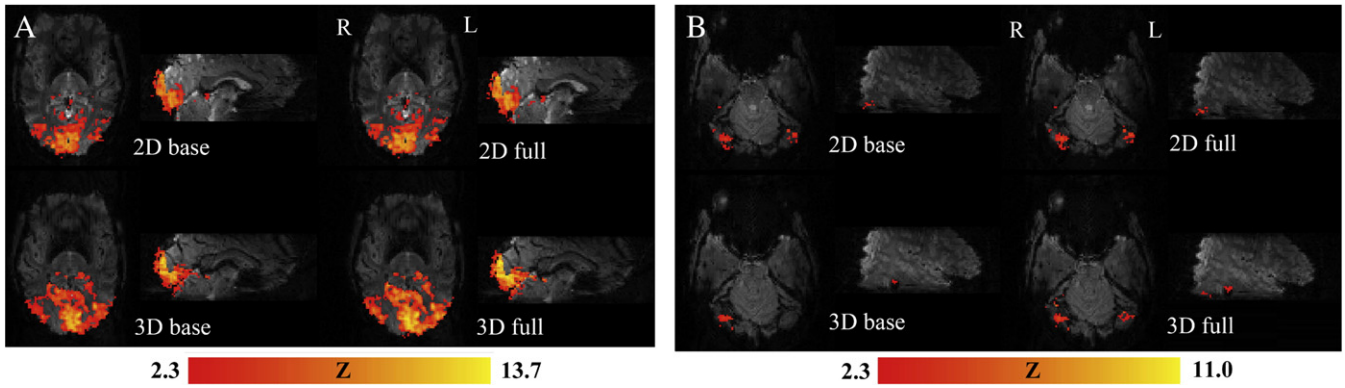 A
R
L
2D base
2D full
3D base
3D full
2.3 Z 13.7
B
R
L
2D base
2D full
3D base
3D full
2.3 Z 11.0